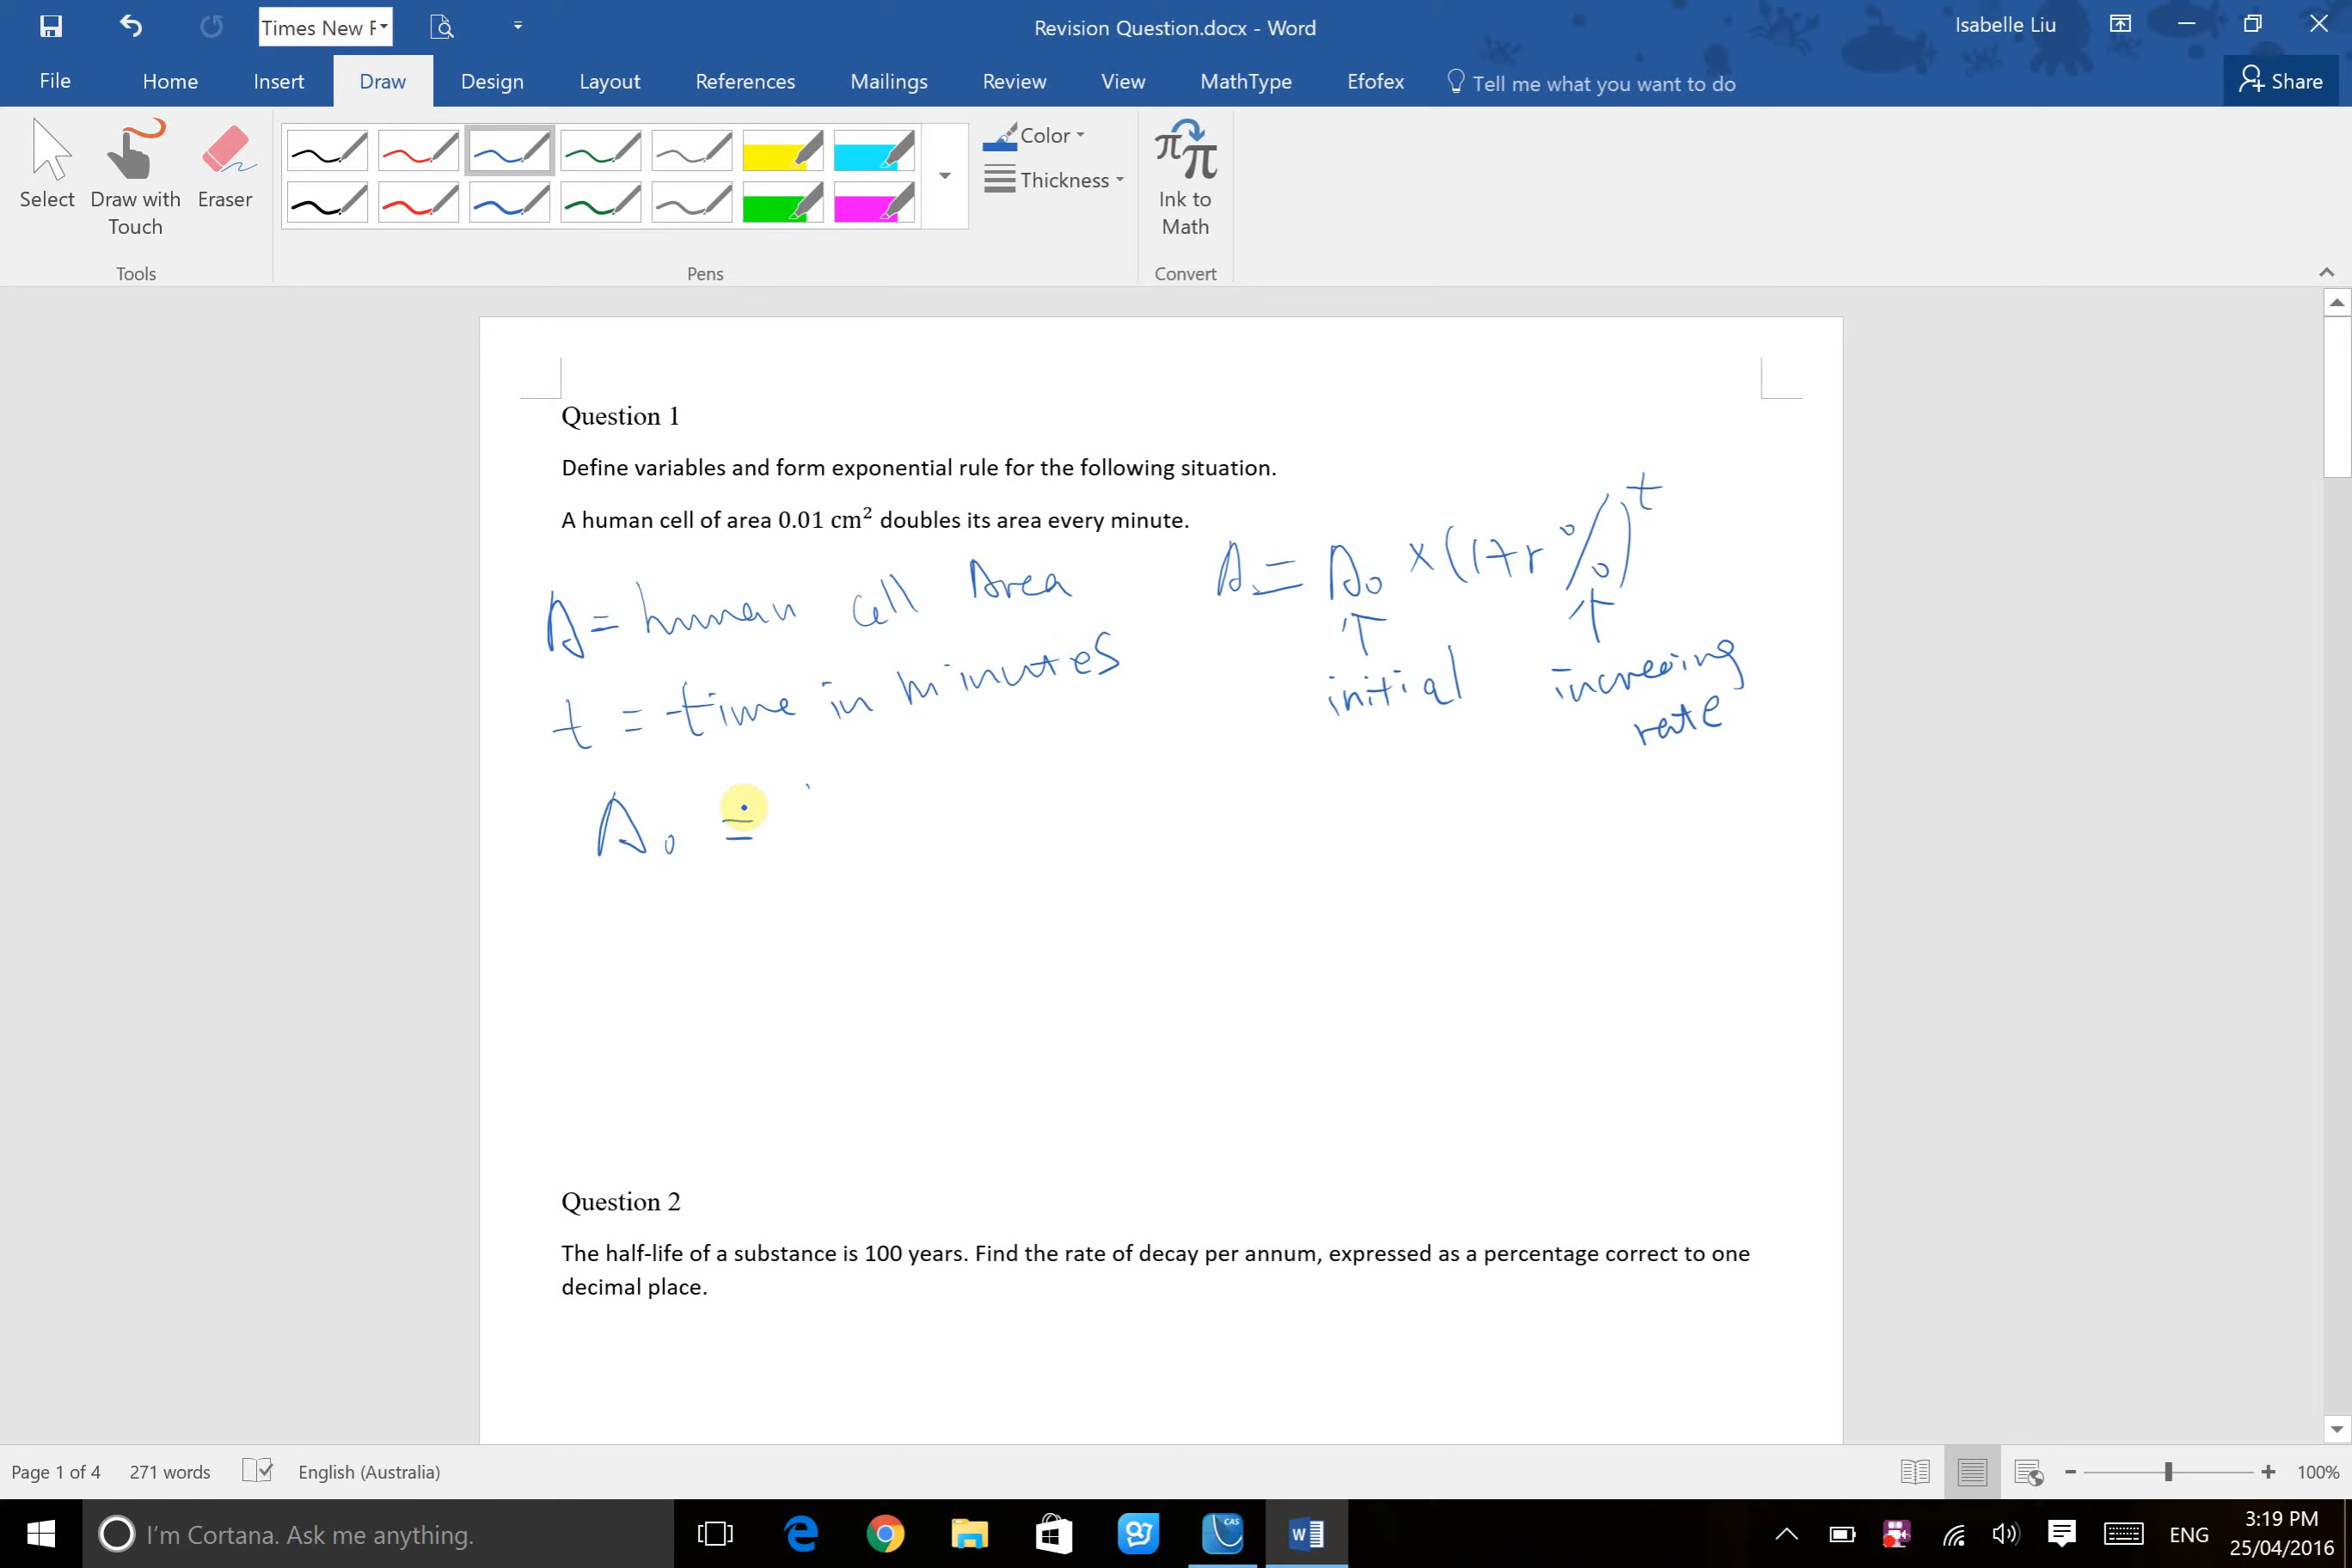 Times New F
Revision Question.docx - Word
Isabelle Liu
File Home Insert Draw Design Layout References Mailings Review View MathType Efofex Tell me what you want to do Share
Select
Draw with Touch
Eraser
Color
Thickness
Ink to Math
Tools
Pens
Convert
Question 1
Define variables and form exponential rule for the following situation.
A human cell of area 0.01 cm² doubles its area every minute.
A = human cell Area
t = time in minutes
A₀ =
A = A₀ × (1+r%)^t
↑ ↑
initial increasing
rate
Question 2
The half-life of a substance is 100 years. Find the rate of decay per annum, expressed as a percentage correct to one
decimal place.
Page 1 of 4 271 words English (Australia)
100%
I'm Cortana. Ask me anything.
CAS
ENG
3:19 PM
25/04/2016